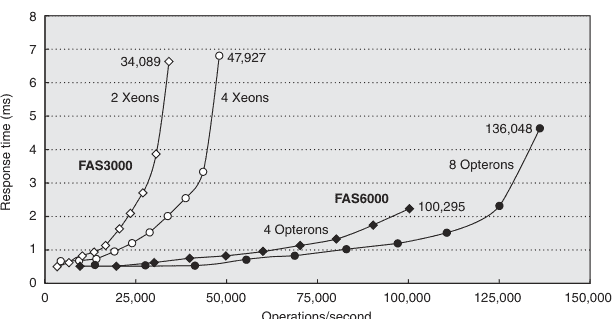 8
7
6
5
4
3
2
1
0
Response time (ms)
34,089
47,927
2 Xeons
4 Xeons
FAS3000
136,048
8 Opterons
FAS6000
100,295
4 Opterons
0 25,000 50,000 75,000 100,000 125,000 150,000
Operations/second